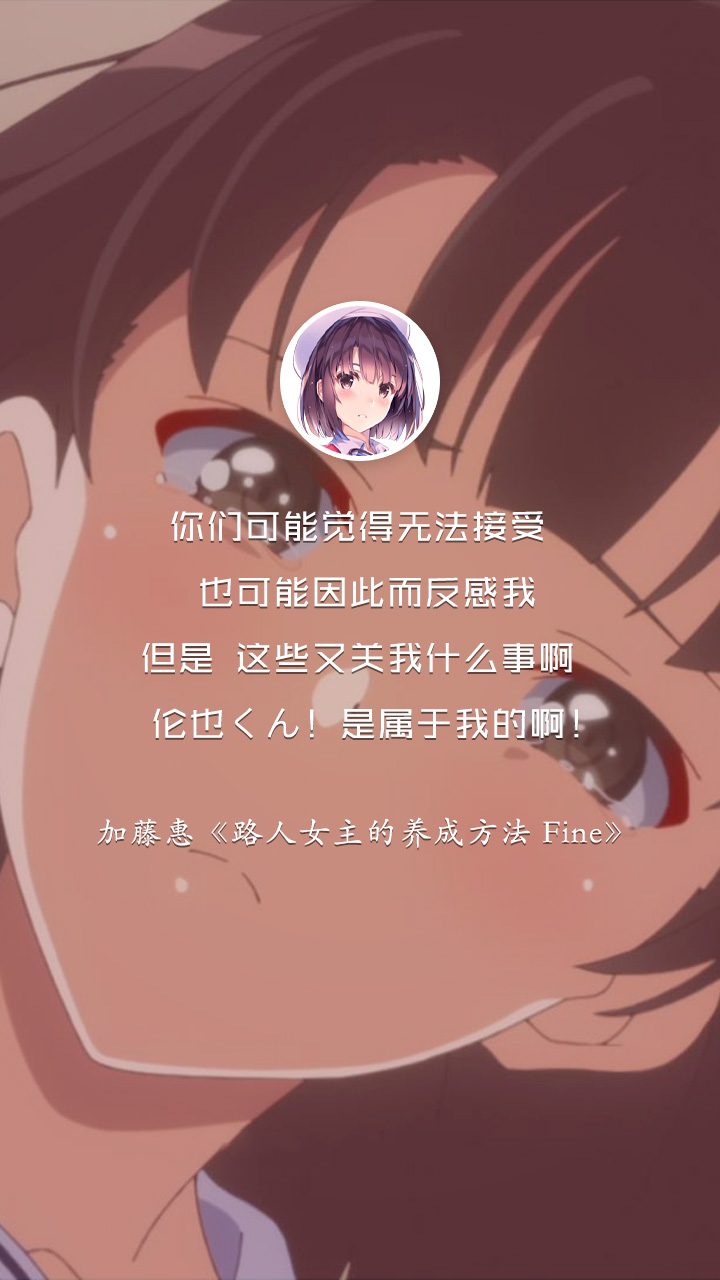 你们可能觉得无法接受
也可能因此而反感我
但是 这些又关我什么事啊
伦也くん！是属于我的啊！
加藤惠《路人女主的养成方法 Fine》